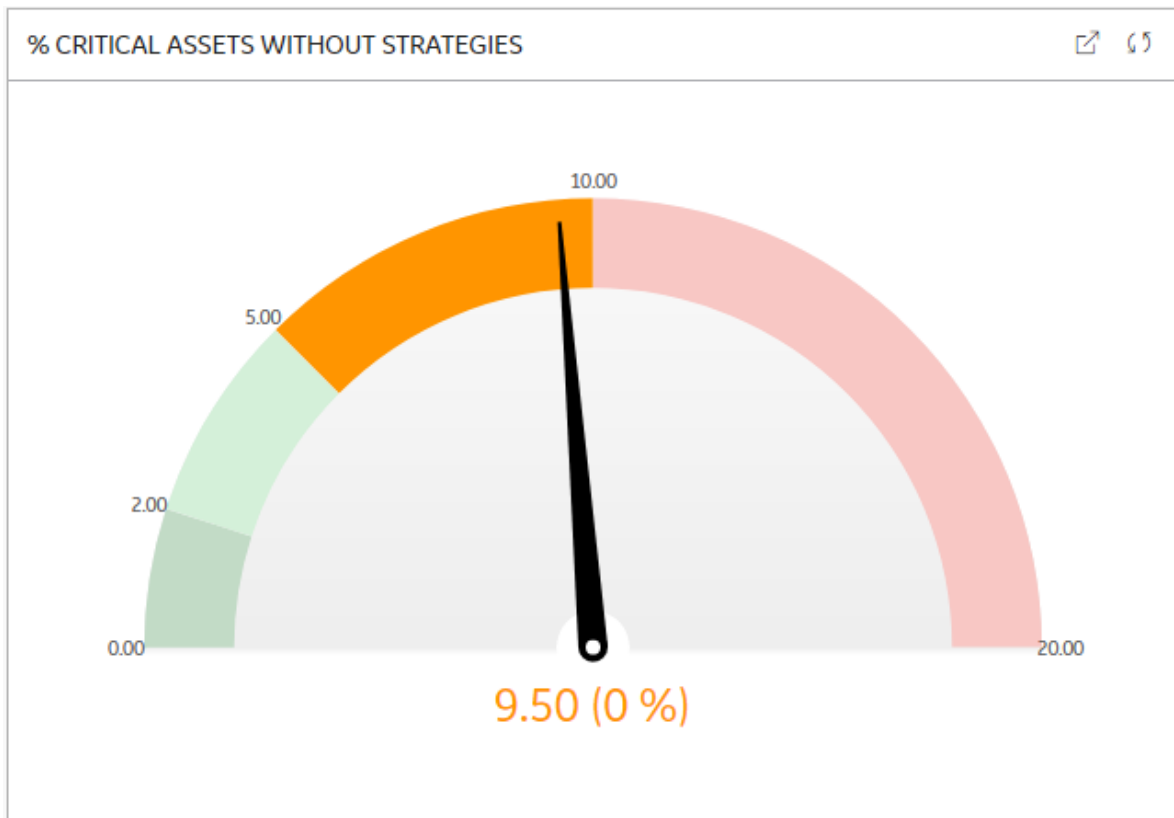 % CRITICAL ASSETS WITHOUT STRATEGIES
10.00
5.00
2.00
0.00
20.00
9.50 (0 %)